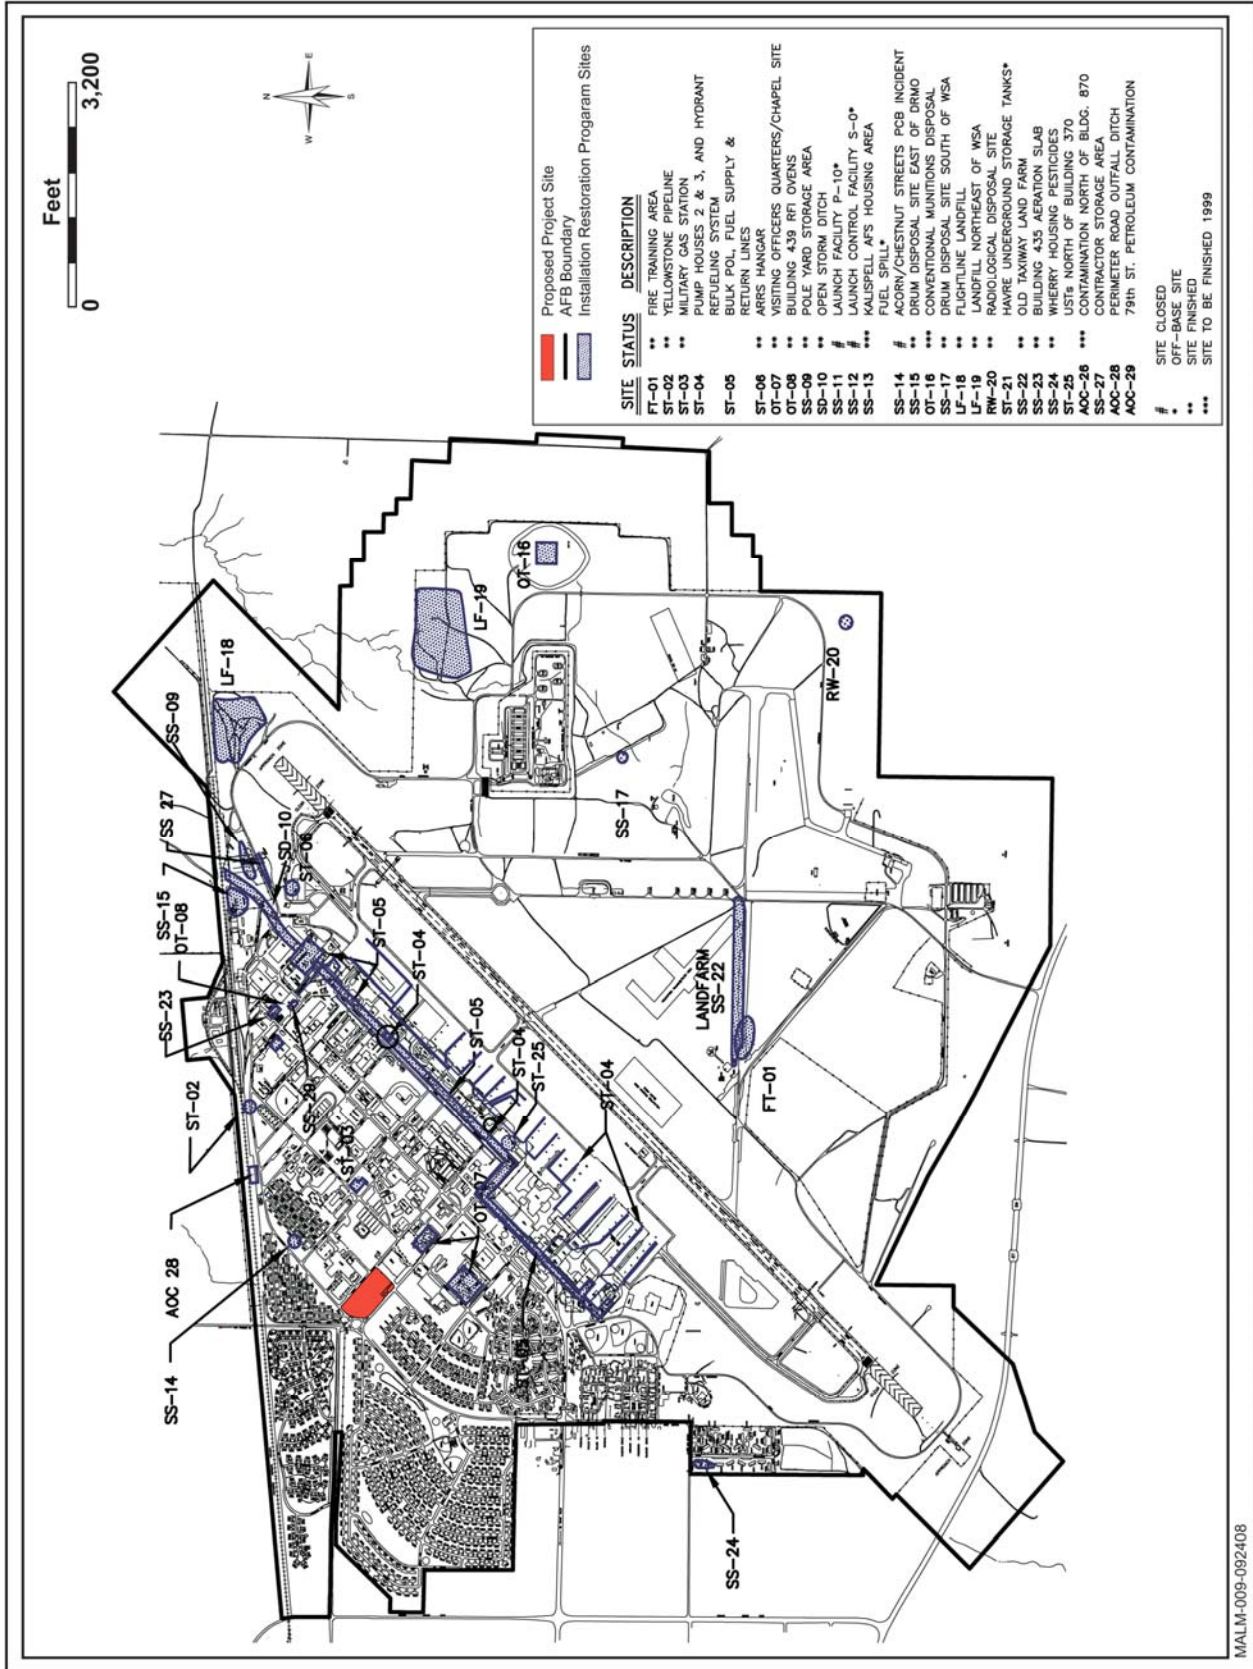 Feet
0 3,200
N
E
S
W
Proposed Project Site
AFB Boundary
Installation Restoration Progaram Sites
SITE STATUS DESCRIPTION
FT-01 ** FIRE TRAINING AREA
ST-02 ** YELLOWSTONE PIPELINE
ST-03 ** MILITARY GAS STATION
ST-04 PUMP HOUSES 2 & 3, AND HYDRANT
REFUELING SYSTEM
ST-05 BULK POL, FUEL SUPPLY &
RETURN LINES
ST-06 ** ARRS HANGAR
OT-07 ** VISITING OFFICERS QUARTERS/CHAPEL SITE
OT-08 ** BUILDING 439 RFI OVENS
SS-09 ** POLE YARD STORAGE AREA
SD-10 ** OPEN STORM DITCH
SS-11 # LAUNCH FACILITY P-10*
SS-12 # LAUNCH CONTROL FACILITY S-0*
SS-13 *** KALISPELL AFS HOUSING AREA
FUEL SPILL*
SS-14 # ACORN/CHESTNUT STREETS PCB INCIDENT
SS-15 ** DRUM DISPOSAL SITE EAST OF DRMO
OT-16 *** CONVENTIONAL MUNITIONS DISPOSAL
SS-17 ** DRUM DISPOSAL SITE SOUTH OF WSA
LF-18 ** FLIGHTLINE LANDFILL
LF-19 ** LANDFILL NORTHEAST OF WSA
RW-20 ** RADIOLOGICAL DISPOSAL SITE
ST-21 HAVRE UNDERGROUND STORAGE TANKS*
SS-22 ** OLD TAXIWAY LAND FARM
SS-23 ** BUILDING 435 AERATION SLAB
SS-24 ** WHERRY HOUSING PESTICIDES
ST-25 USTs NORTH OF BUILDING 370
AOC-26 *** CONTAMINATION NORTH OF BLDG. 870
SS-27 CONTRACTOR STORAGE AREA
AOC-28 PERIMETER ROAD OUTFALL DITCH
AOC-29 79th ST. PETROLEUM CONTAMINATION
# SITE CLOSED
* OFF-BASE SITE
** SITE FINISHED
*** SITE TO BE FINISHED 1999
SS-14
AOC 28
ST-02
SS-23
OT-08
SS-15
SS 27
SS-09
LF-18
SD-10
ST-06
ST-05
ST-04
SS-29
ST-03
ST-05
ST-04
ST-25
OT-07
ST-04
ST-05
LF-19
OT-16
SS-17
RW-20
LANDFARM
SS-22
FT-01
SS-24
MALM-009-092408